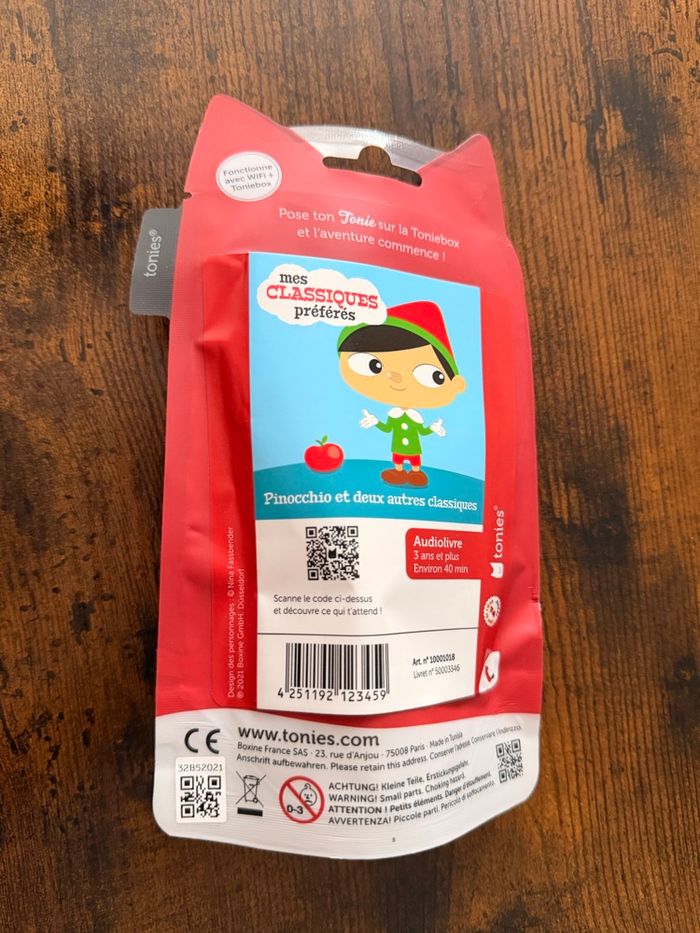 Fonctionne
avec WiFi +
Toniebox
Pose ton Tonie sur la Toniebox
et l'aventure commence !
tonies®
mes
CLASSIQUES
préférés
Pinocchio et deux autres classiques
Audiolivre
3 ans et plus
Environ 40 min
tonies®
Scanne le code ci-dessus
et découvre ce qui t'attend !
Design des personnages : © Nina Fassbender
℗ 2021 Boxine GmbH, Düsseldorf
4 251192 123459
Art. n° 10001018
Livret n° 50003346
CE
www.tonies.com
Boxine France SAS · 23, rue d'Anjou · 75008 Paris · Made in Tunisia
Anschrift aufbewahren. Please retain this address. Conserver l'adresse. Conservare l'indirizzo.
32B52021
0-3
ACHTUNG! Kleine Teile. Erstickungsgefahr.
WARNING! Small parts. Choking hazard.
ATTENTION ! Petits éléments. Danger d'étouffement.
AVVERTENZA! Piccole parti. Pericolo di soffocamento.
8